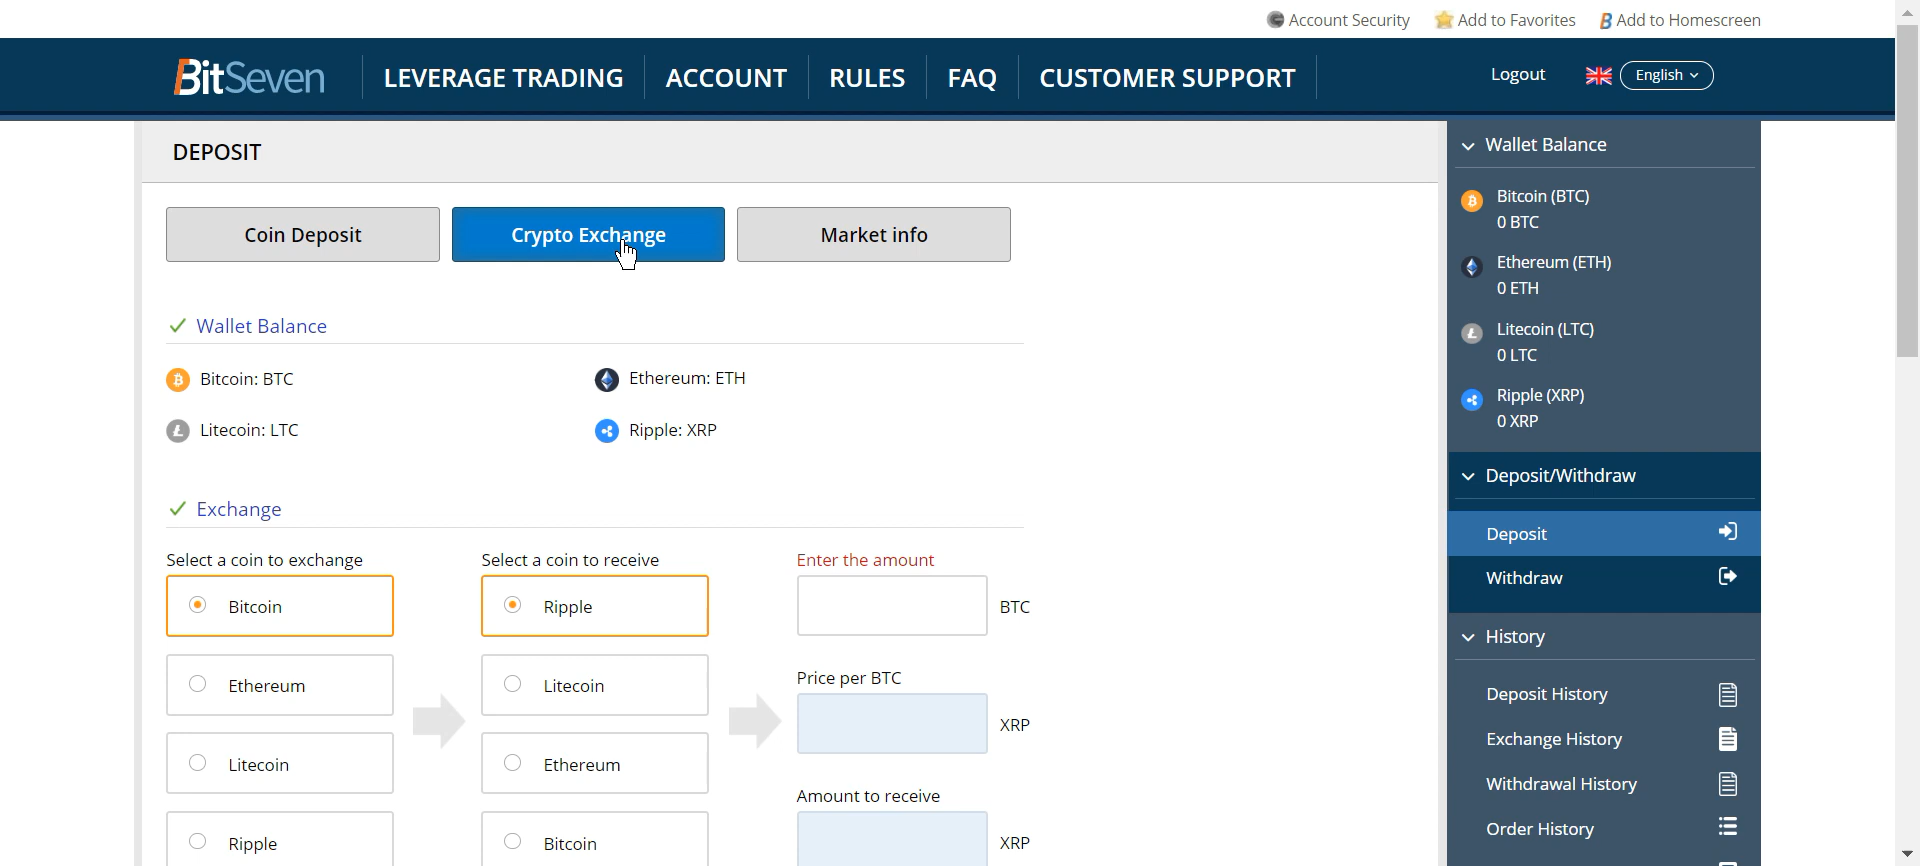 Account Security Add to Favorites Add to Homescreen
BitSeven LEVERAGE TRADING ACCOUNT RULES FAQ CUSTOMER SUPPORT Logout English
DEPOSIT
Coin Deposit Crypto Exchange Market info
Wallet Balance
Bitcoin: BTC Ethereum: ETH
Litecoin: LTC Ripple: XRP
Exchange
Select a coin to exchange
Bitcoin
Ethereum
Litecoin
Ripple
Select a coin to receive
Ripple
Litecoin
Ethereum
Bitcoin
Enter the amount
BTC
Price per BTC
XRP
Amount to receive
XRP
Wallet Balance
Bitcoin (BTC)
0 BTC
Ethereum (ETH)
0 ETH
Litecoin (LTC)
0 LTC
Ripple (XRP)
0 XRP
Deposit/Withdraw
Deposit
Withdraw
History
Deposit History
Exchange History
Withdrawal History
Order History